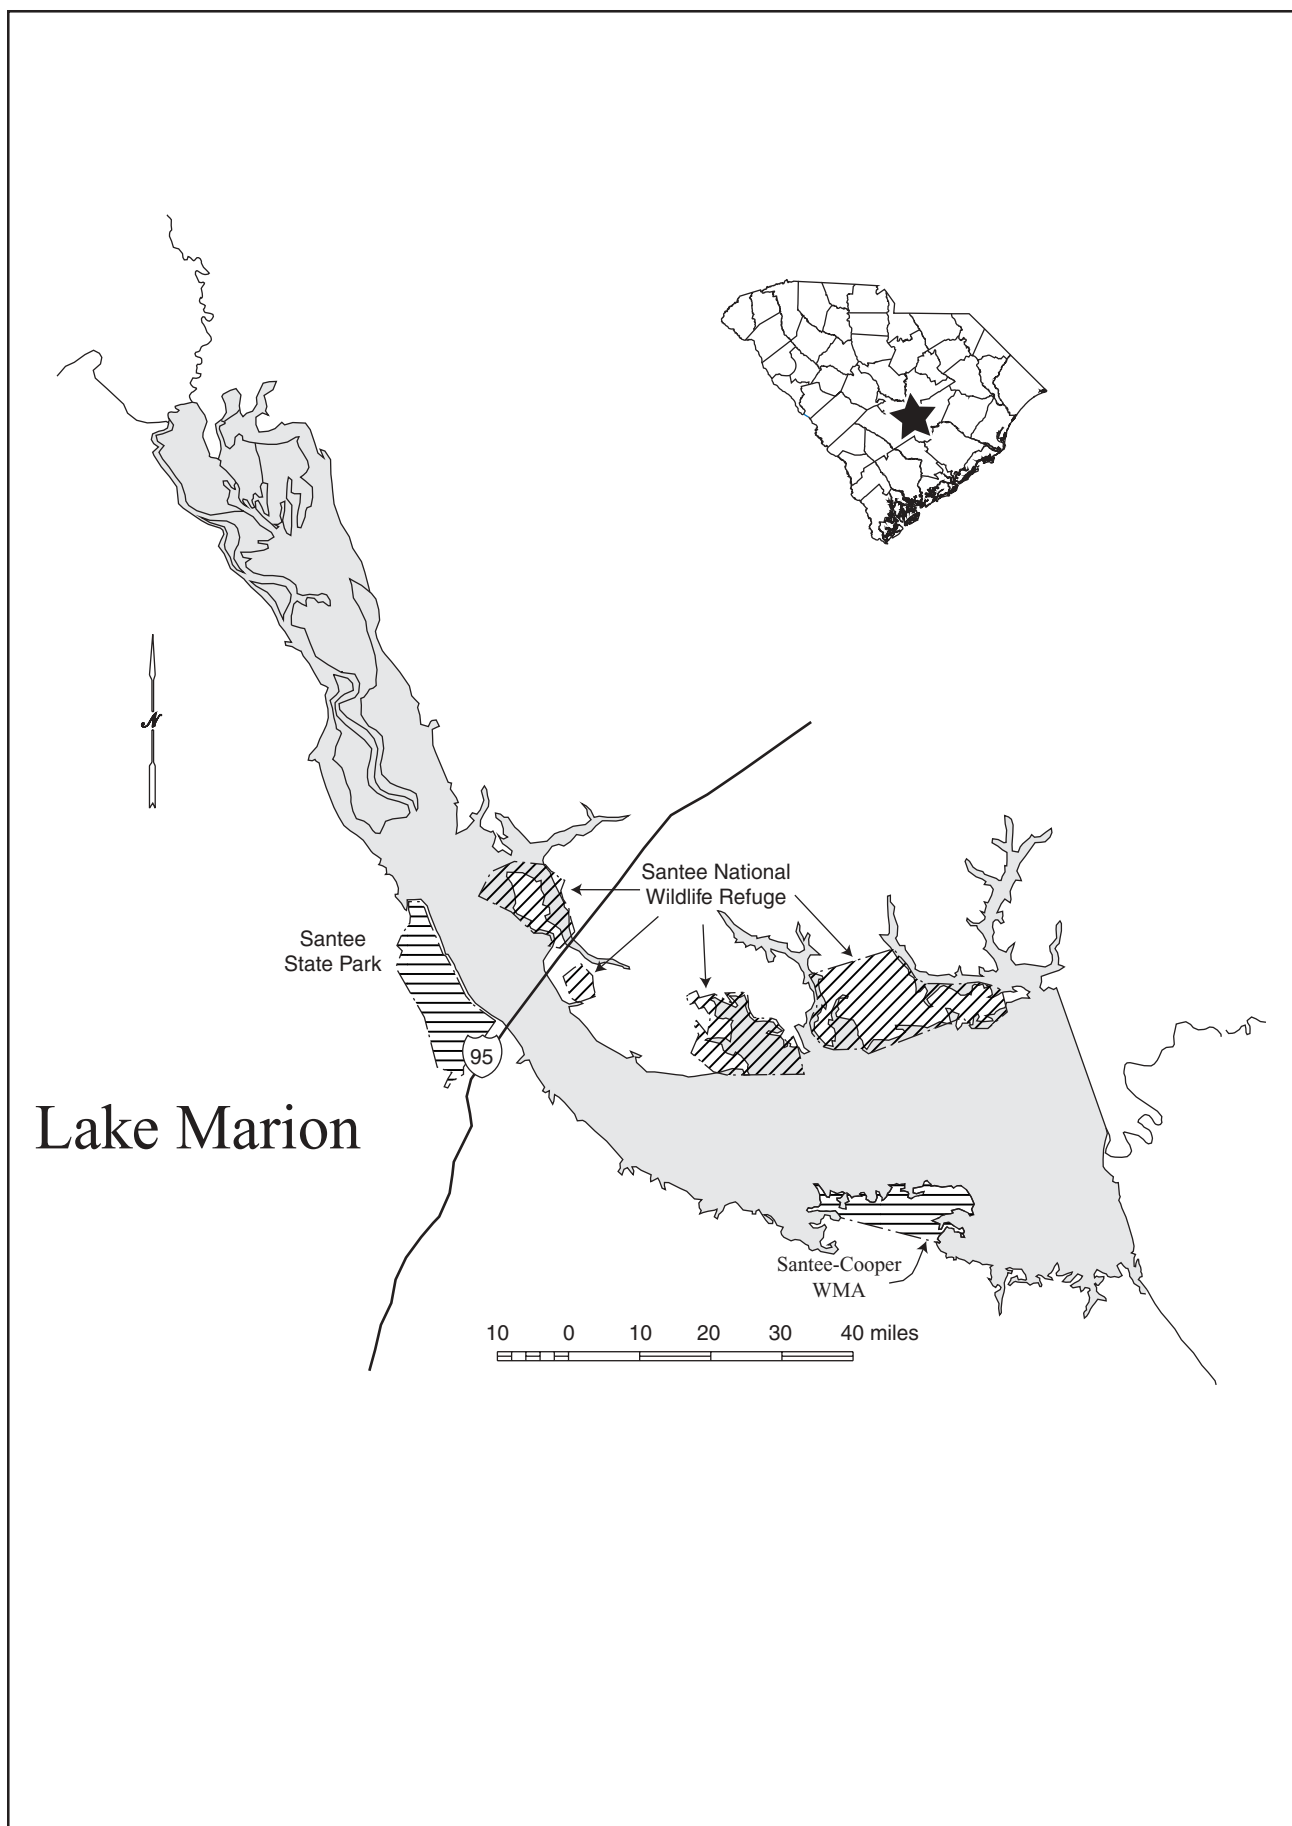 Santee National
Wildlife Refuge
Santee
State Park
N
95
Lake Marion
Santee-Cooper
WMA
10 0 10 20 30 40 miles